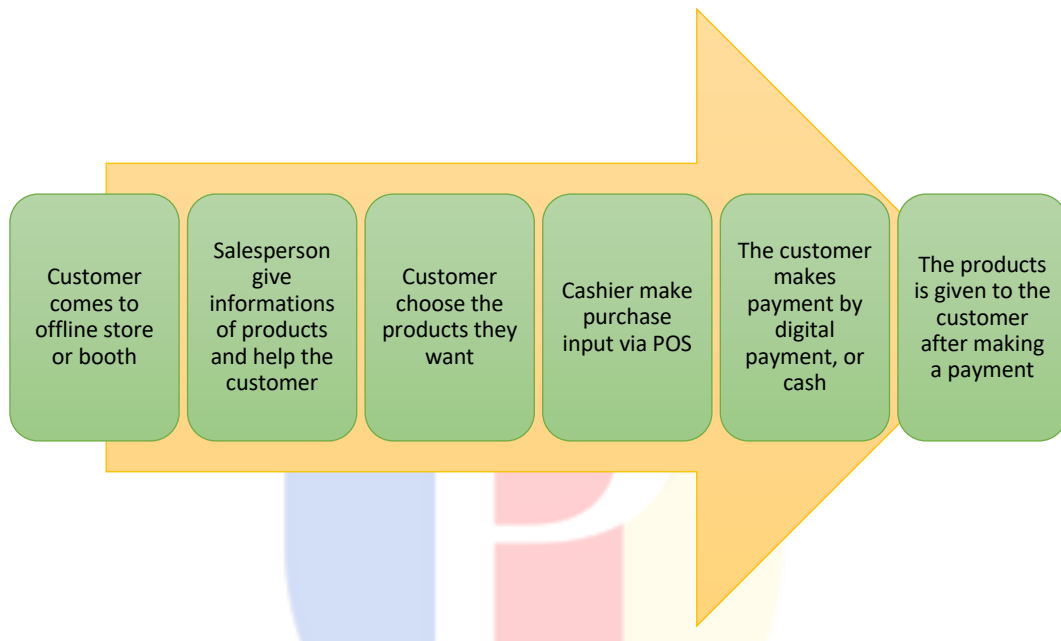 Customer
comes to
offline store
or booth
Salesperson
give
informations
of products
and help the
customer
Customer
choose the
products they
want
Cashier make
purchase
input via POS
The customer
makes
payment by
digital
payment, or
cash
The products
is given to the
customer
after making
a payment